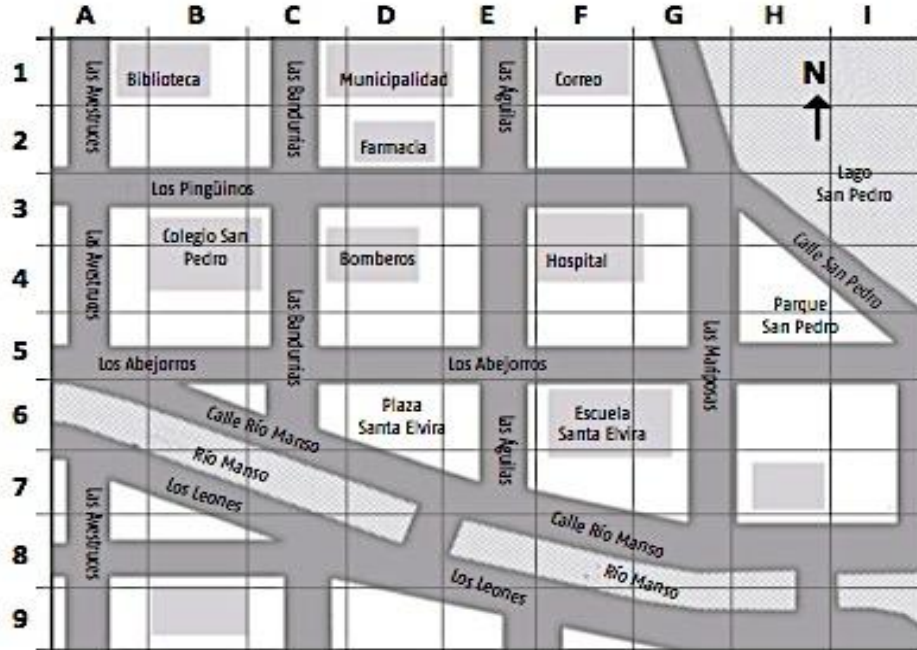 A B C D E F G H I
1
Biblioteca
Municipalidad
Correo
N
Las Avestruces
Las Bandurrias
Las Águilas
2
Farmacia
Lago
San Pedro
3
Los Pingüinos
Colegio San
Pedro
Las Avestruces
Calle San Pedro
4
Bomberos
Hospital
Parque
San Pedro
Las Bandurrias
Las Mariposas
5
Los Abejorros
Los Abejorros
6
Calle Río Manso
Plaza
Santa Elvira
Las Águilas
Escuela
Santa Elvira
7
Río Manso
Los Leones
Las Avestruces
8
Calle Río Manso
Río Manso
Los Leones
9